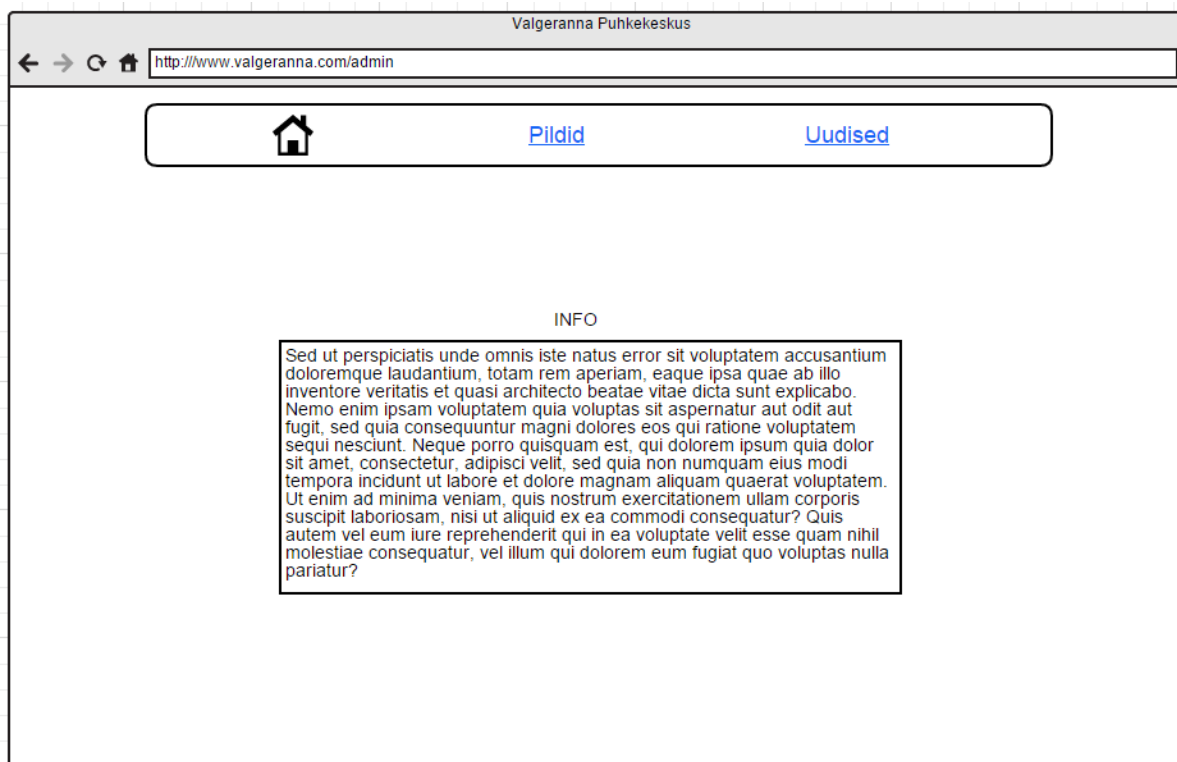 Valgeranna Puhkekeskus
http:///www.valgeranna.com/admin
Pildid
Uudised
INFO
Sed ut perspiciatis unde omnis iste natus error sit voluptatem accusantium
doloremque laudantium, totam rem aperiam, eaque ipsa quae ab illo
inventore veritatis et quasi architecto beatae vitae dicta sunt explicabo.
Nemo enim ipsam voluptatem quia voluptas sit aspernatur aut odit aut
fugit, sed quia consequuntur magni dolores eos qui ratione voluptatem
sequi nesciunt. Neque porro quisquam est, qui dolorem ipsum quia dolor
sit amet, consectetur, adipisci velit, sed quia non numquam eius modi
tempora incidunt ut labore et dolore magnam aliquam quaerat voluptatem.
Ut enim ad minima veniam, quis nostrum exercitationem ullam corporis
suscipit laboriosam, nisi ut aliquid ex ea commodi consequatur? Quis
autem vel eum iure reprehenderit qui in ea voluptate velit esse quam nihil
molestiae consequatur, vel illum qui dolorem eum fugiat quo voluptas nulla
pariatur?